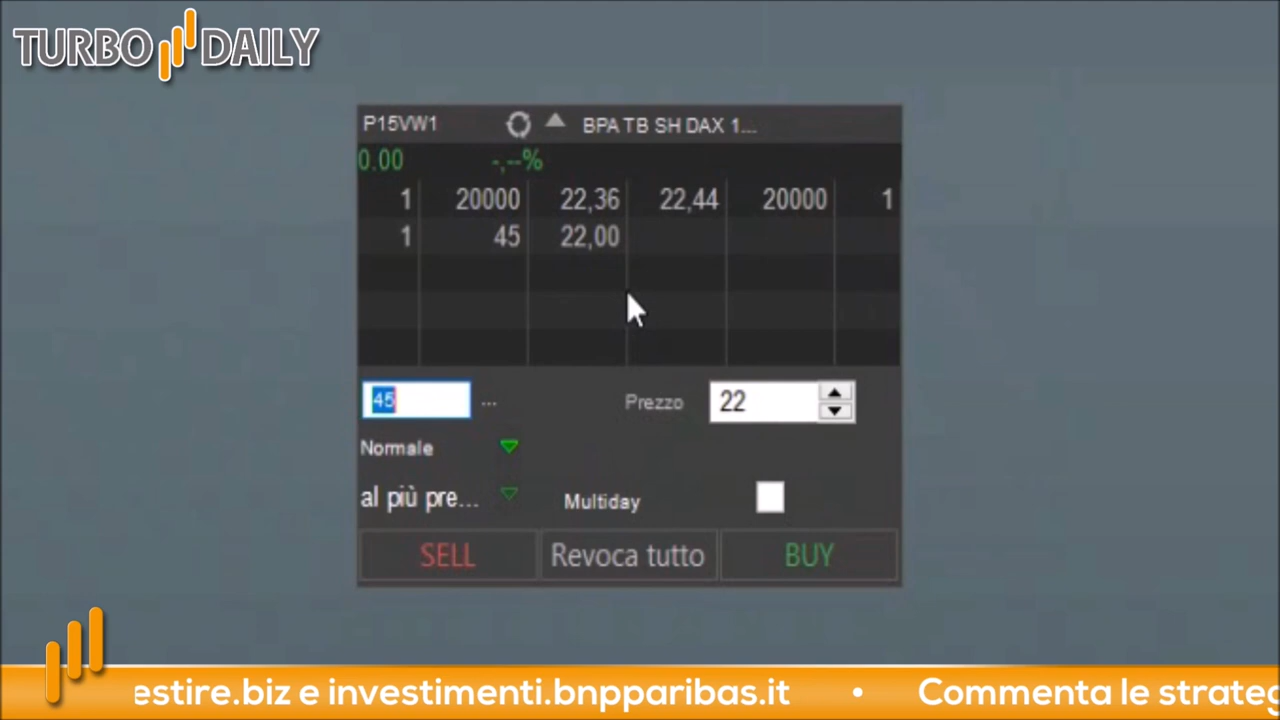 TURBO DAILY
P15VW1 BPA TB SH DAX 1...
0.00 -,--%
1 20000 22,36 22,44 20000 1
1 45 22,00
45 ... Prezzo 22
Normale
al più pre... Multiday
SELL Revoca tutto BUY
estire.biz e investimenti.bnpparibas.it • Commenta le strateg